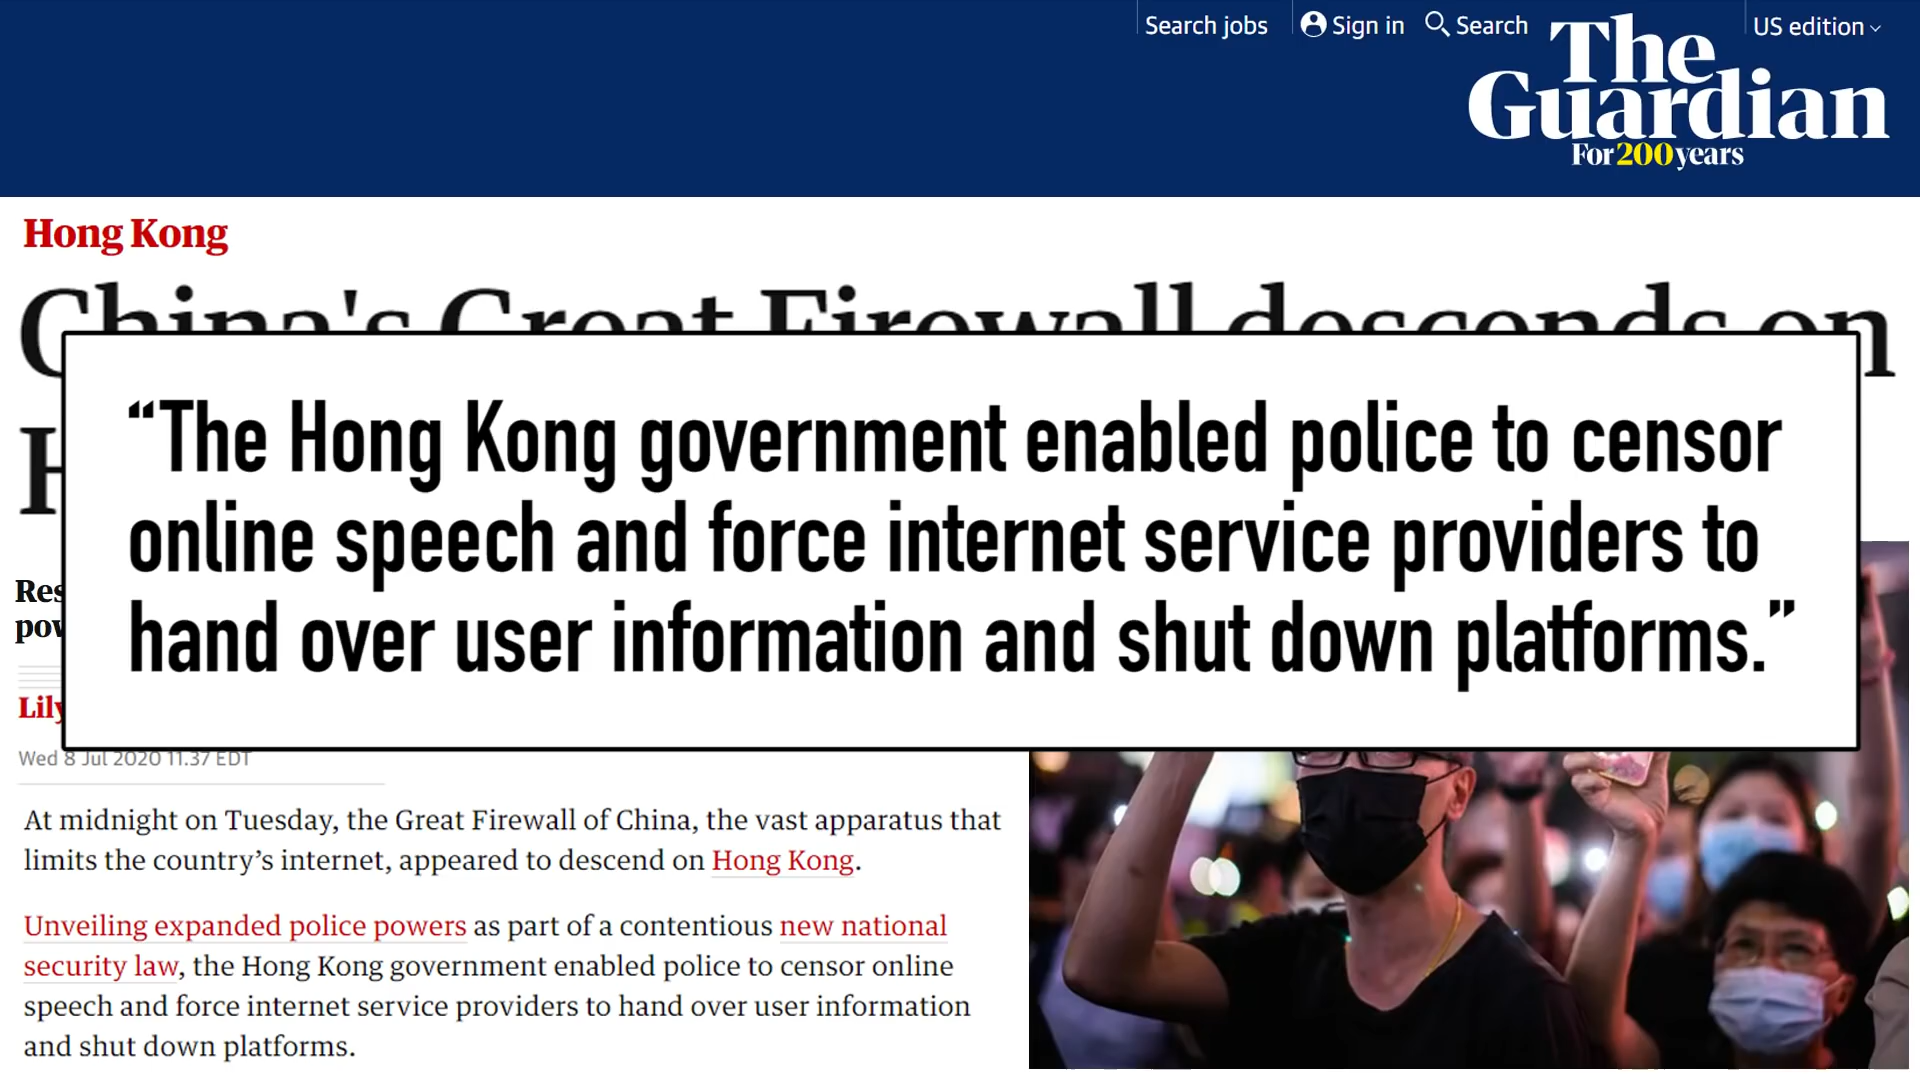 Search jobs
Sign in
Search
US edition
The
Guardian
For 200 years
Hong Kong
China's Great Firewall descends on
“The Hong Kong government enabled police to censor
online speech and force internet service providers to
hand over user information and shut down platforms.”
Wed 8 Jul 2020 11.37 EDT
At midnight on Tuesday, the Great Firewall of China, the vast apparatus that
limits the country’s internet, appeared to descend on Hong Kong.
Unveiling expanded police powers as part of a contentious new national
security law, the Hong Kong government enabled police to censor online
speech and force internet service providers to hand over user information
and shut down platforms.